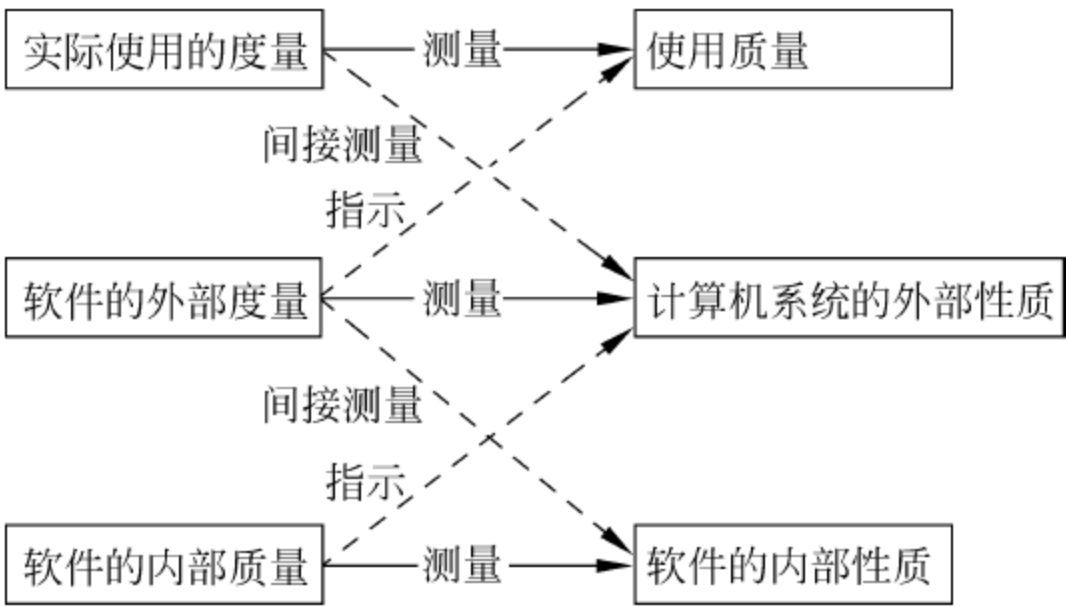 实际使用的度量
测量
使用质量
间接测量
指示
软件的外部度量
测量
计算机系统的外部性质
间接测量
指示
软件的内部质量
测量
软件的内部性质